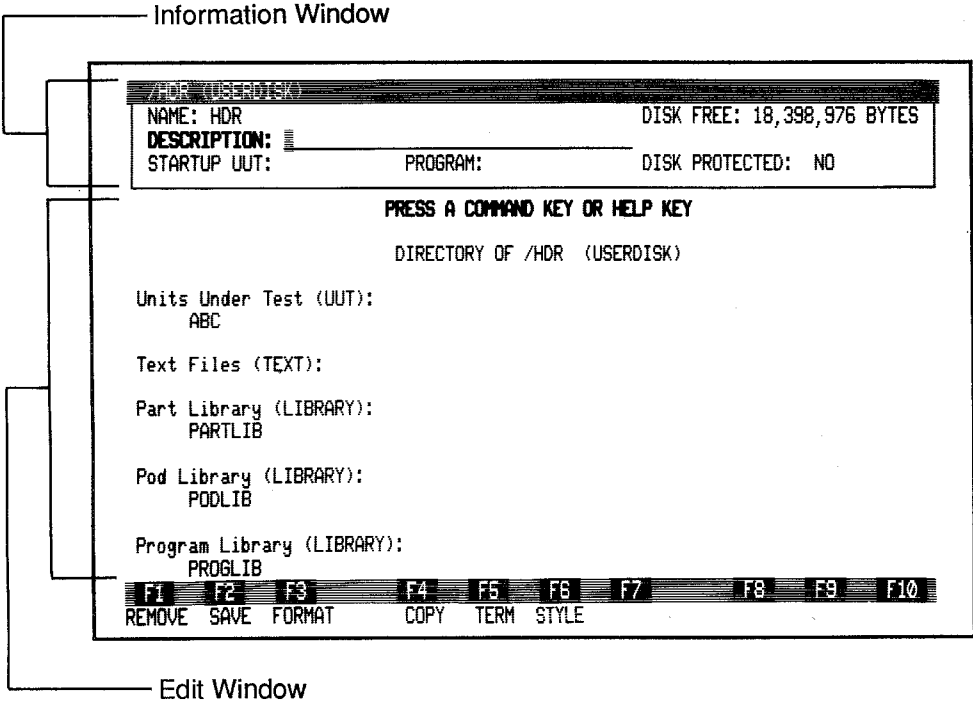 Information Window
/HDR (USERDISK)
NAME: HDR DISK FREE: 18,398,976 BYTES
DESCRIPTION:
STARTUP UUT: PROGRAM: DISK PROTECTED: NO
PRESS A COMMAND KEY OR HELP KEY
DIRECTORY OF /HDR (USERDISK)
Units Under Test (UUT):
ABC
Text Files (TEXT):
Part Library (LIBRARY):
PARTLIB
Pod Library (LIBRARY):
PODLIB
Program Library (LIBRARY):
PROGLIB
F1 F2 F3 F4 F5 F6 F7 F8 F9 F10
REMOVE SAVE FORMAT COPY TERM STYLE
Edit Window